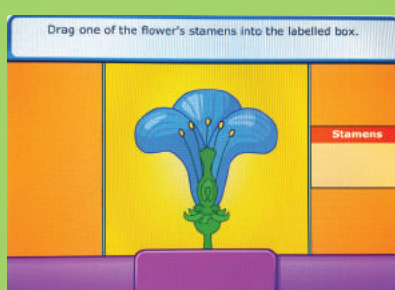 Drag one of the flower's stamens into the labelled box.
Stamens